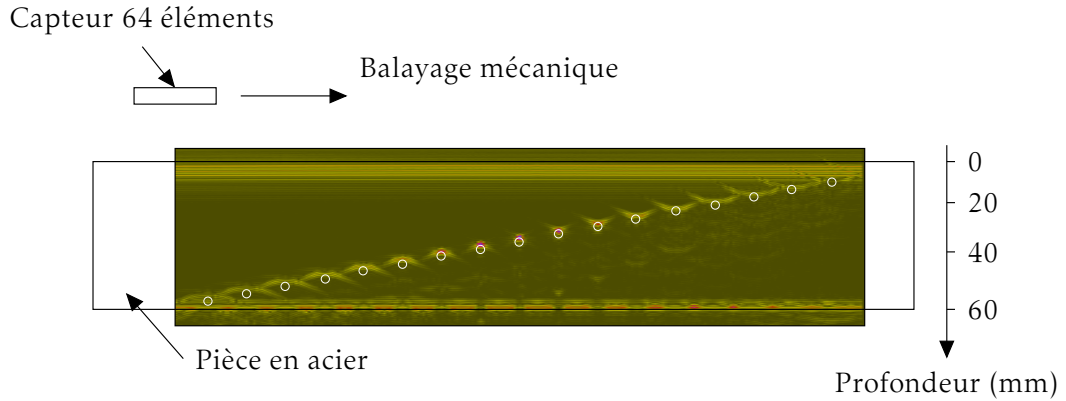 Capteur 64 éléments
Balayage mécanique
0
20
40
60
Pièce en acier
Profondeur (mm)